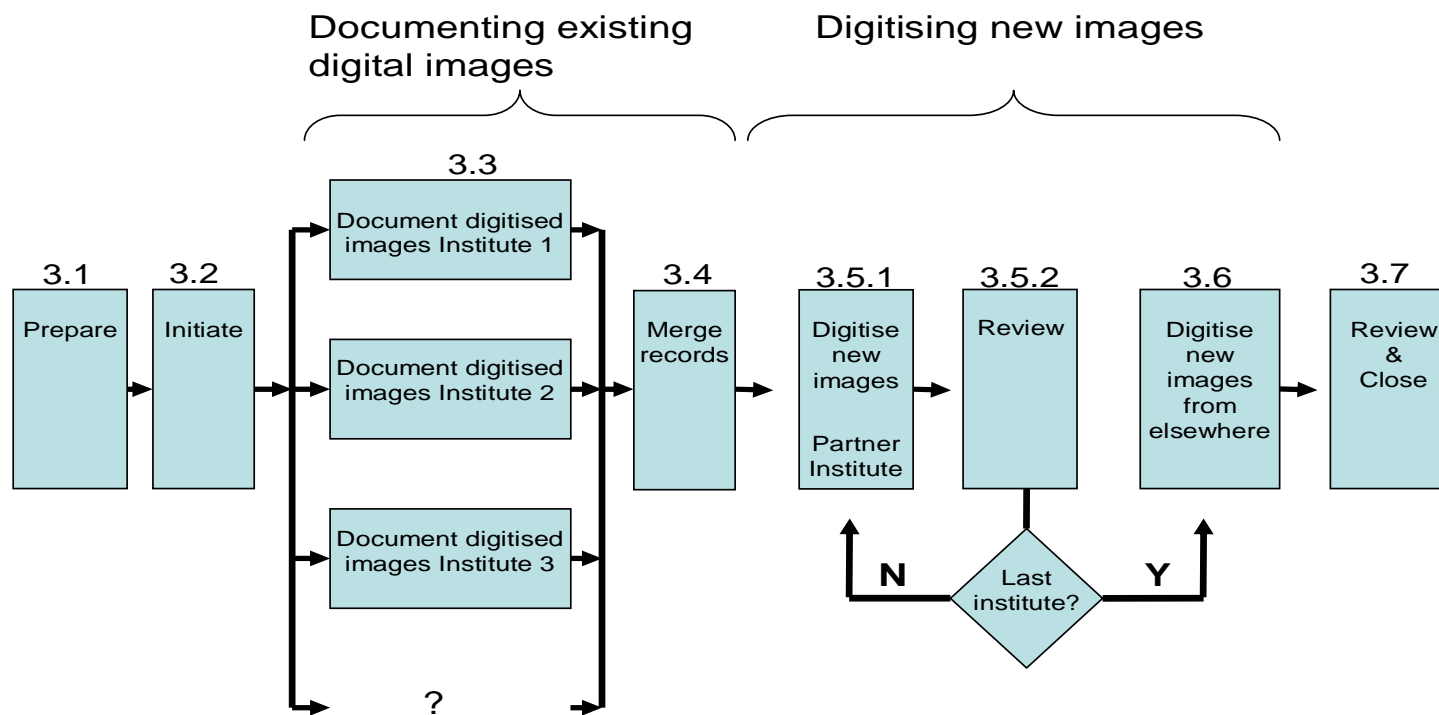 Documenting existing
digital images
Digitising new images
3.1
Prepare
3.2
Initiate
3.3
Document digitised
images Institute 1
Document digitised
images Institute 2
Document digitised
images Institute 3
?
3.4
Merge
records
3.5.1
Digitise
new
images
Partner
Institute
3.5.2
Review
Last
institute?
N
Y
3.6
Digitise
new
images
from
elsewhere
3.7
Review
&
Close